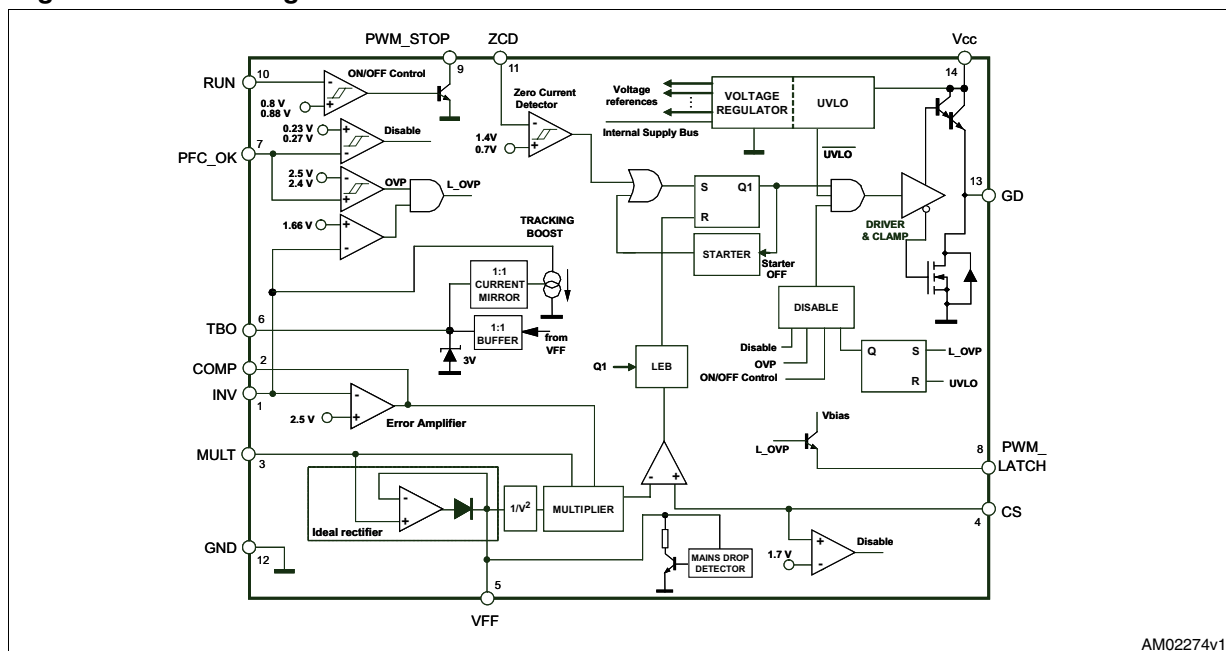 PWM_STOP
ZCD
Vcc
9
11
14
RUN
10
ON/OFF Control
0.8 V
0.88 V
Zero Current
Detector
1.4V
0.7V
Voltage
references
Internal Supply Bus
VOLTAGE
REGULATOR
UVLO
UVLO
0.23 V
0.27 V
Disable
7
PFC_OK
2.5 V
2.4 V
OVP
L_OVP
1.66 V
S
Q1
R
13
GD
DRIVER
& CLAMP
TRACKING
BOOST
STARTER
Starter
OFF
1:1
CURRENT
MIRROR
DISABLE
6
TBO
1:1
BUFFER
from
VFF
3V
Disable
OVP
ON/OFF Control
Q
S
R
L_OVP
UVLO
2
COMP
INV
1
Q1
LEB
2.5 V
Error Amplifier
Vbias
L_OVP
8
PWM_
LATCH
MULT
3
Ideal rectifier
1/V²
MULTIPLIER
CS
4
1.7 V
Disable
MAINS DROP
DETECTOR
GND
12
5
VFF
AM02274v1